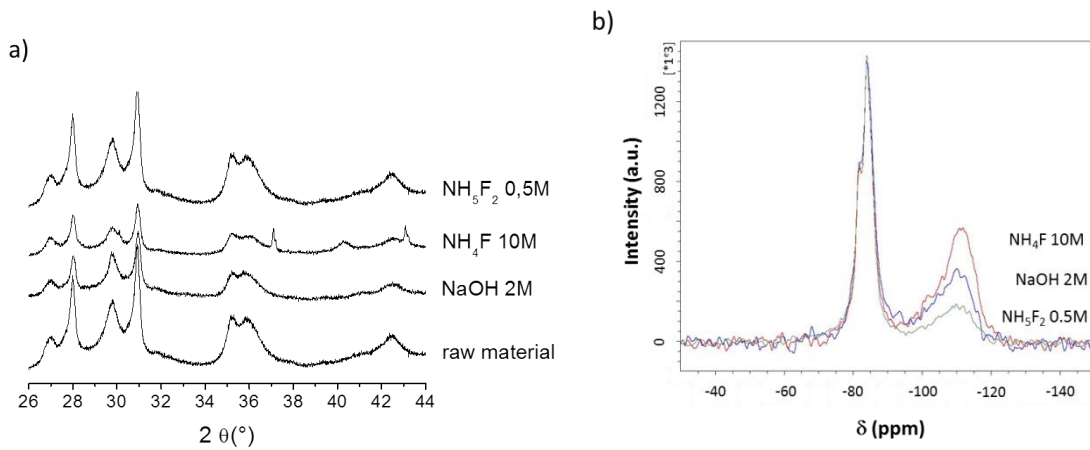 a)
NH₅F₂ 0,5M
NH₄F 10M
NaOH 2M
raw material
26 28 30 32 34 36 38 40 42 44
2 θ(°)
b)
[*1e3]
1200
800
400
0
Intensity (a.u.)
NH₄F 10M
NaOH 2M
NH₅F₂ 0.5M
-40 -60 -80 -100 -120 -140
δ (ppm)